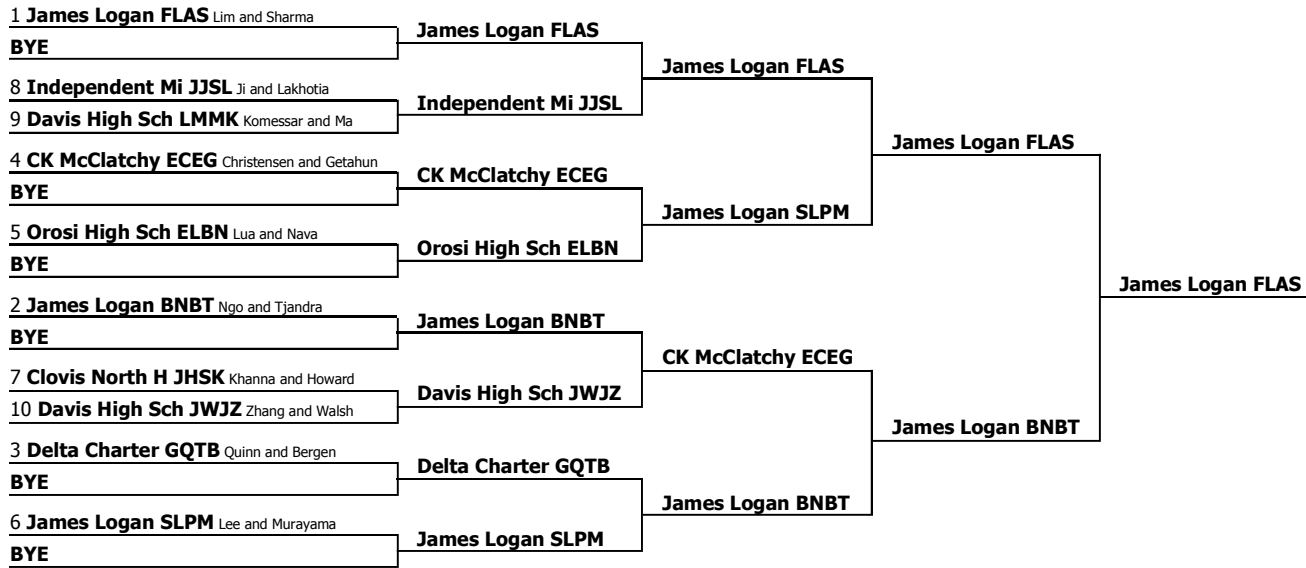 1 James Logan FLAS Lim and Sharma
BYE
8 Independent Mi JJSL Ji and Lakhotia
9 Davis High Sch LMMK Komessar and Ma
4 CK McClatchy ECEG Christensen and Getahun
BYE
5 Orosi High Sch ELBN Lua and Nava
BYE
2 James Logan BNBT Ngo and Tjandra
BYE
7 Clovis North H JHSK Khanna and Howard
10 Davis High Sch JWJZ Zhang and Walsh
3 Delta Charter GQTB Quinn and Bergen
BYE
6 James Logan SLPM Lee and Murayama
BYE
James Logan FLAS
Independent Mi JJSL
CK McClatchy ECEG
Orosi High Sch ELBN
James Logan BNBT
Davis High Sch JWJZ
Delta Charter GQTB
James Logan SLPM
James Logan FLAS
James Logan SLPM
CK McClatchy ECEG
James Logan BNBT
James Logan FLAS
James Logan BNBT
James Logan FLAS